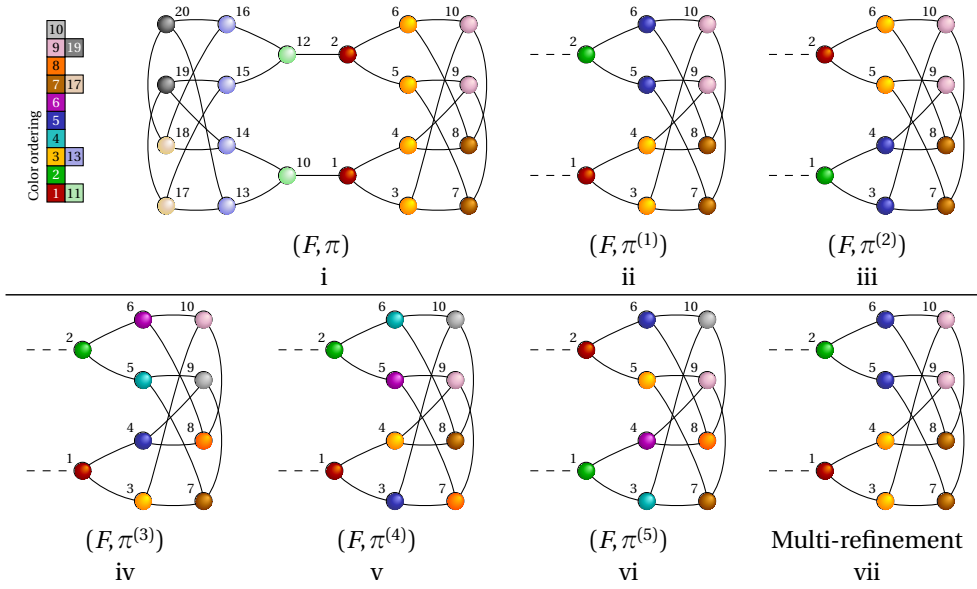 Color ordering
10
9 19
8
7 17
6
5
4
3 13
2
1 11
20 16 12 2 6 10
19 15 5 9
18 14 4 8
17 13 10 1 3 7
(F, π)
i
2 6 10
5 9
1 4 8
3 7
(F, π(1))
ii
2 6 10
5 9
1 4 8
3 7
(F, π(2))
iii
2 6 10
5 9
1 4 8
3 7
(F, π(3))
iv
2 6 10
5 9
1 4 8
3 7
(F, π(4))
v
2 6 10
5 9
1 4 8
3 7
(F, π(5))
vi
2 6 10
5 9
1 4 8
3 7
Multi-refinement
vii